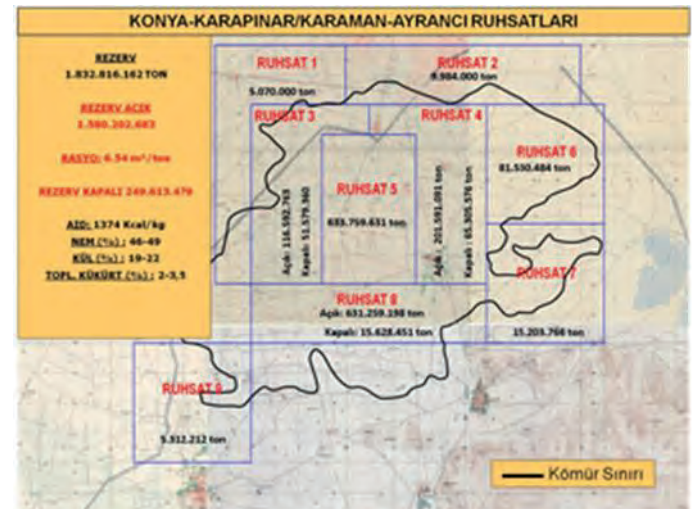 KONYA-KARAPINAR/KARAMAN-AYRANCI RUHSATLARI
REZERV
1.832.816.162 TON
REZERV AÇIK
1.580.202.683
RASYO: 6.54 m³/ton
REZERV KAPALI 249.613.479
AID: 1374 Kcal/kg
NEM (%) : 46-49
KÜL (%) : 19-22
TOPL. KÜKÜRT (%) : 2-3,5
RUHSAT 1
5.070.000 ton
RUHSAT 2
9.984.000 ton
RUHSAT 3
Açık: 116.592.763
Kapalı: 51.579.360
RUHSAT 4
Açık : 201.591.091 ton
Kapalı : 65.305.576 ton
RUHSAT 5
633.759.631 ton
RUHSAT 6
81.530.484 ton
RUHSAT 7
15.203.766 ton
RUHSAT 8
Açık: 631.259.198 ton
Kapalı: 15.628.451 ton
RUHSAT 9
5.312.212 ton
Kömür Sınırı